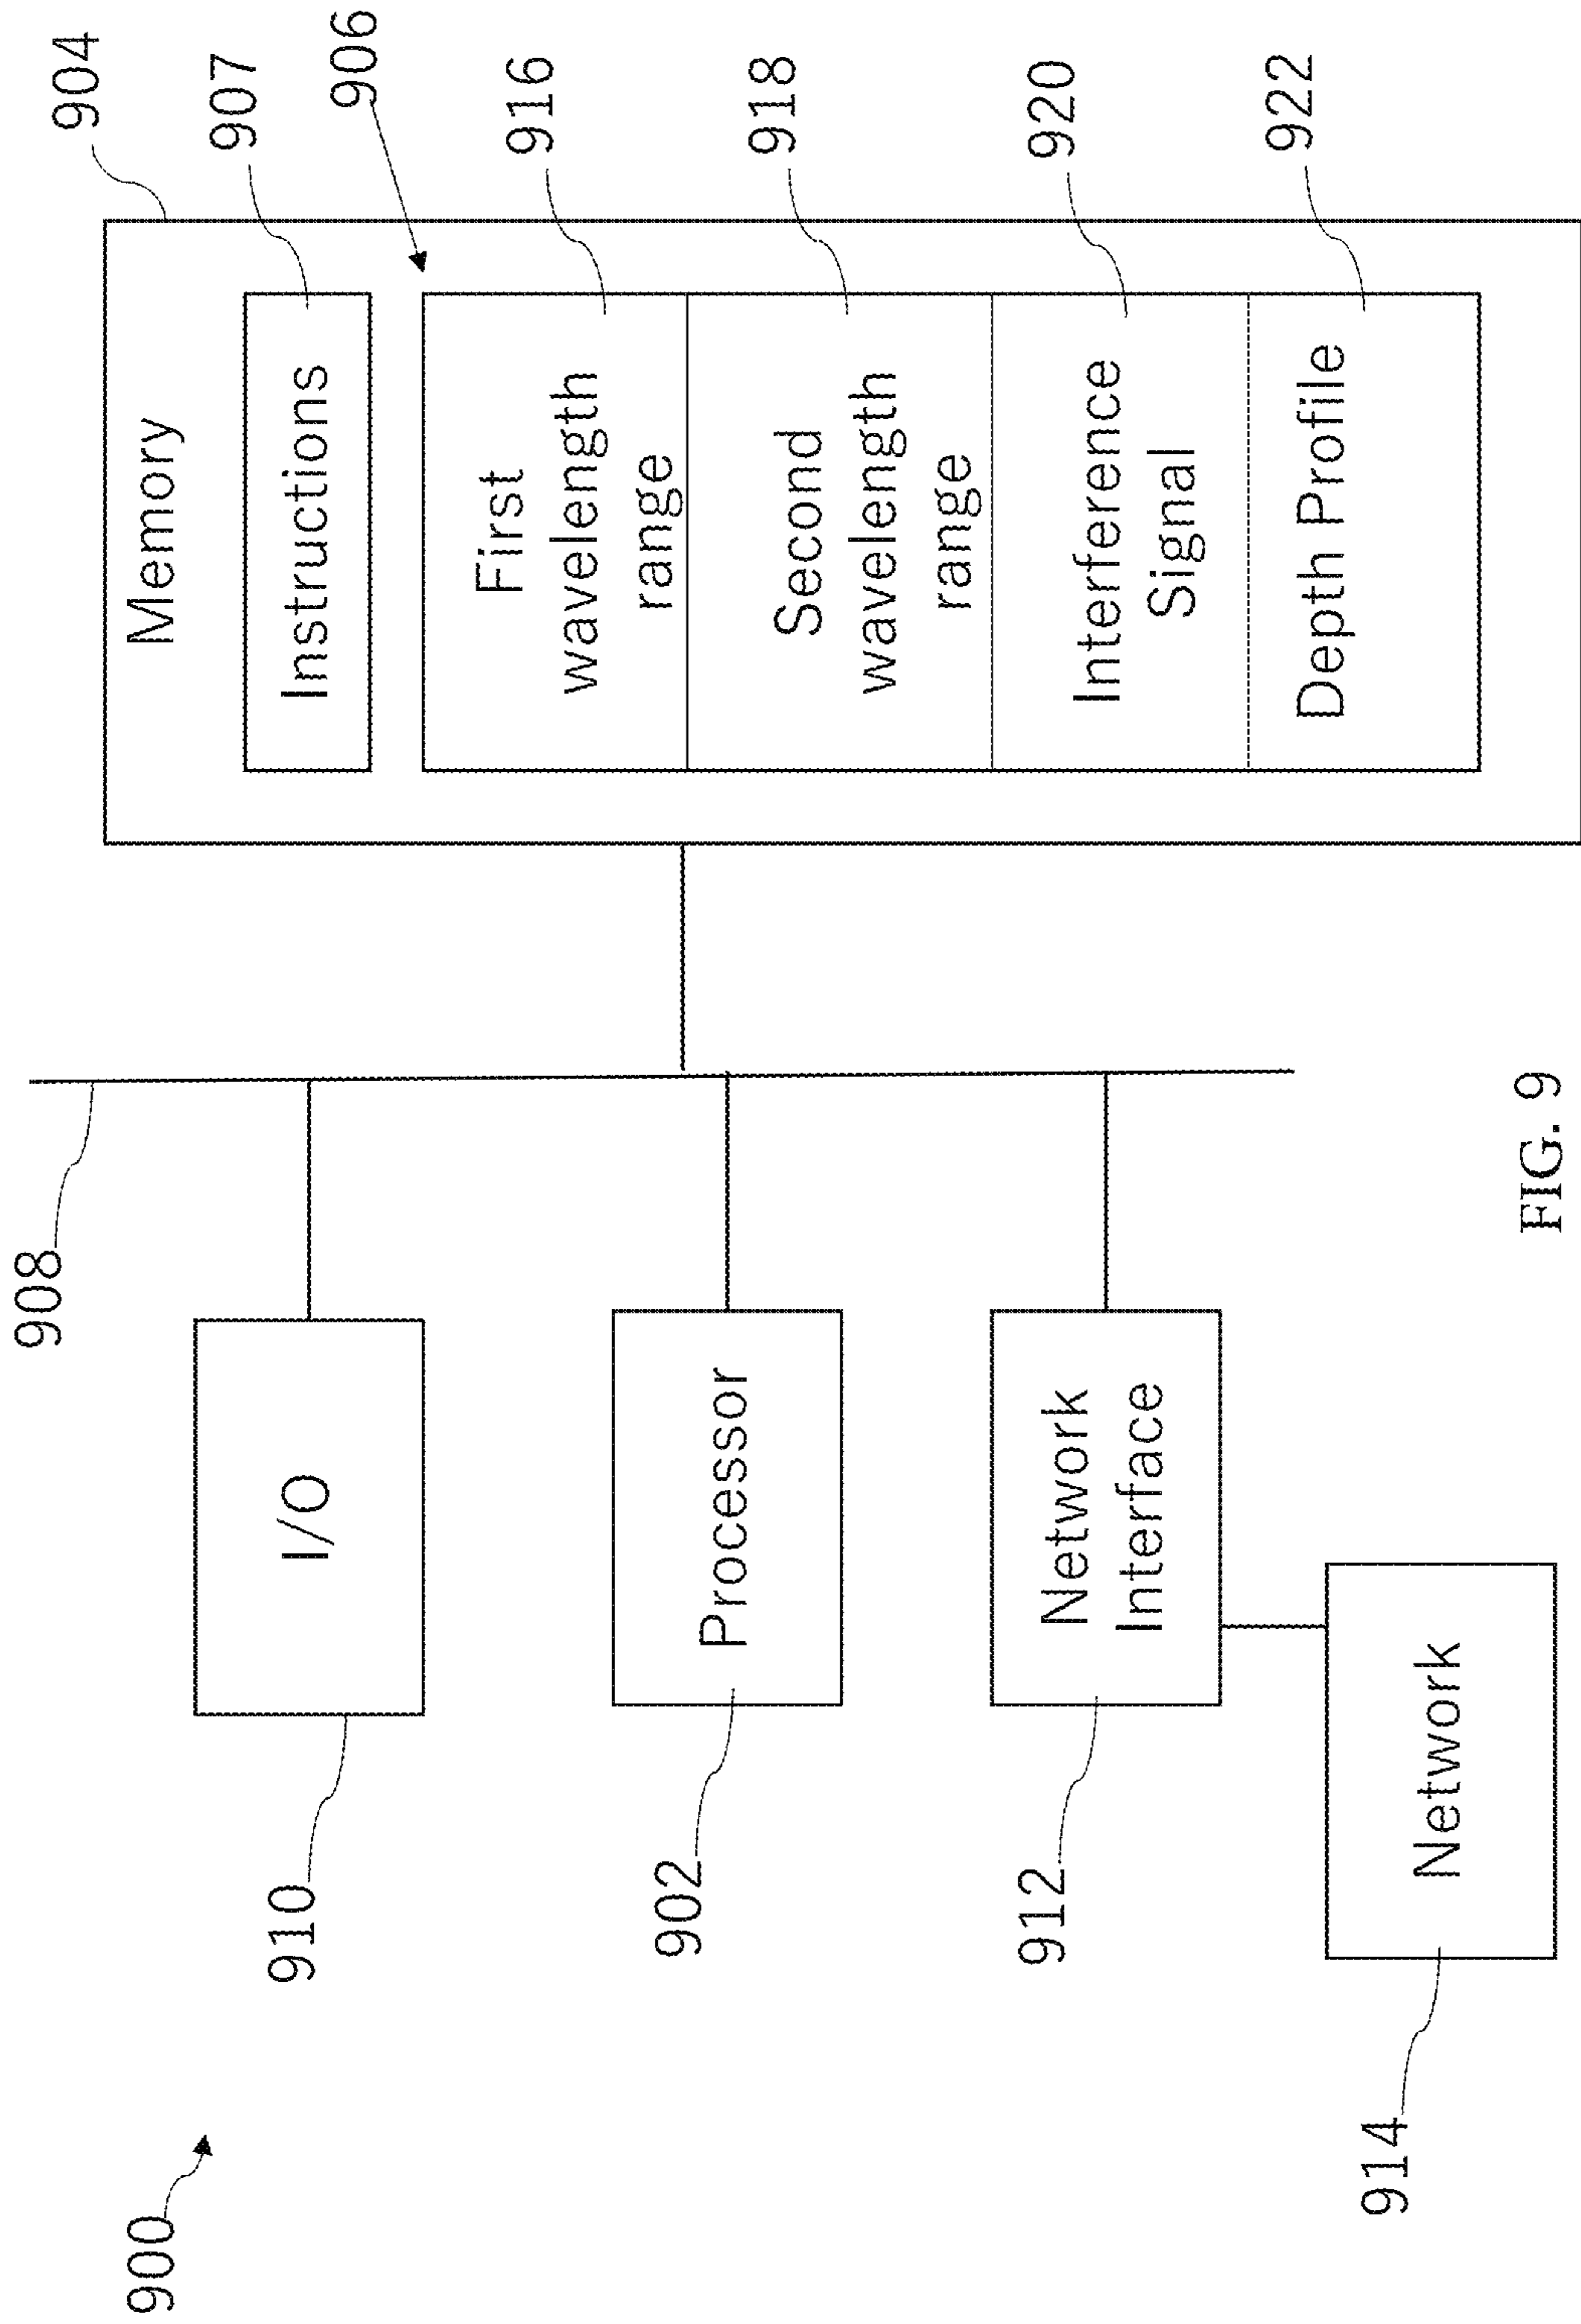 900
908
904
910
I/O
Memory
907
Instructions
906
902
Processor
First
wavelength
range
916
Second
wavelength
range
918
912
Network
Interface
Interference
Signal
920
Depth Profile
922
914
Network
FIG. 9